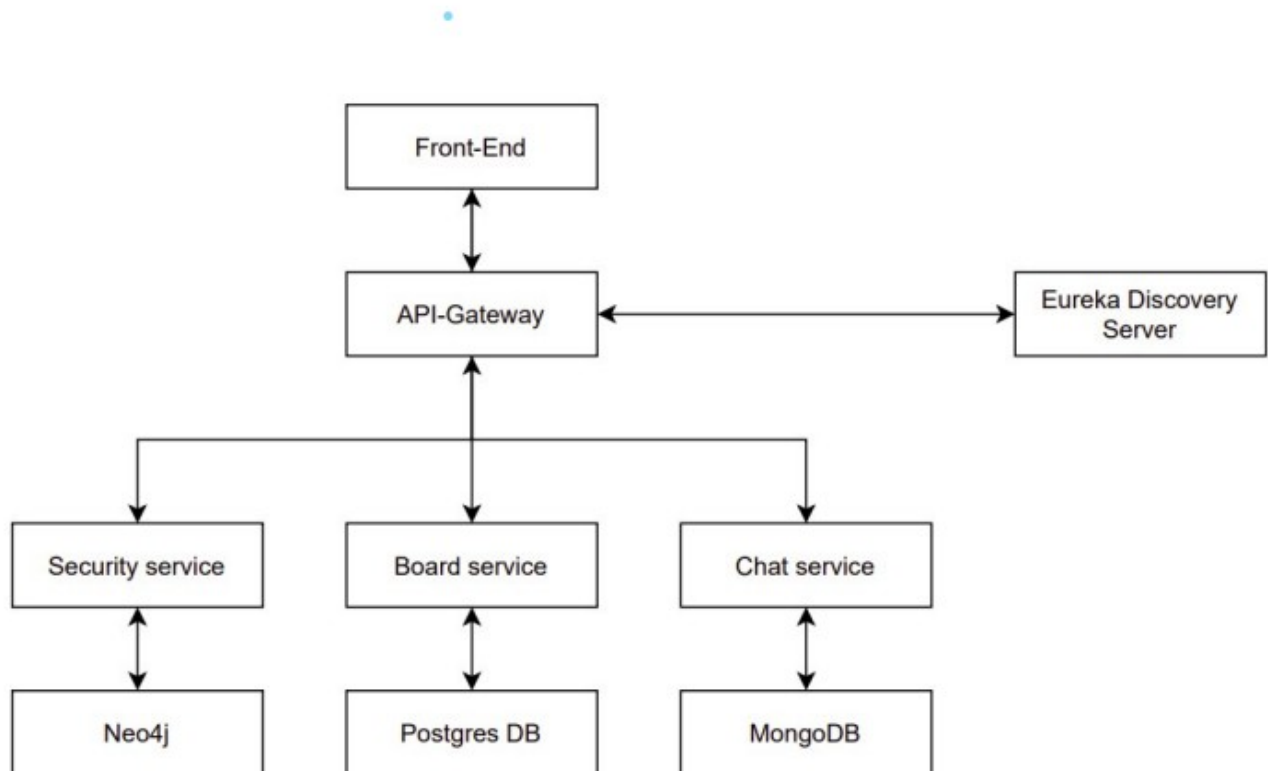 Front-End
API-Gateway
Eureka Discovery
Server
Security service
Board service
Chat service
Neo4j
Postgres DB
MongoDB